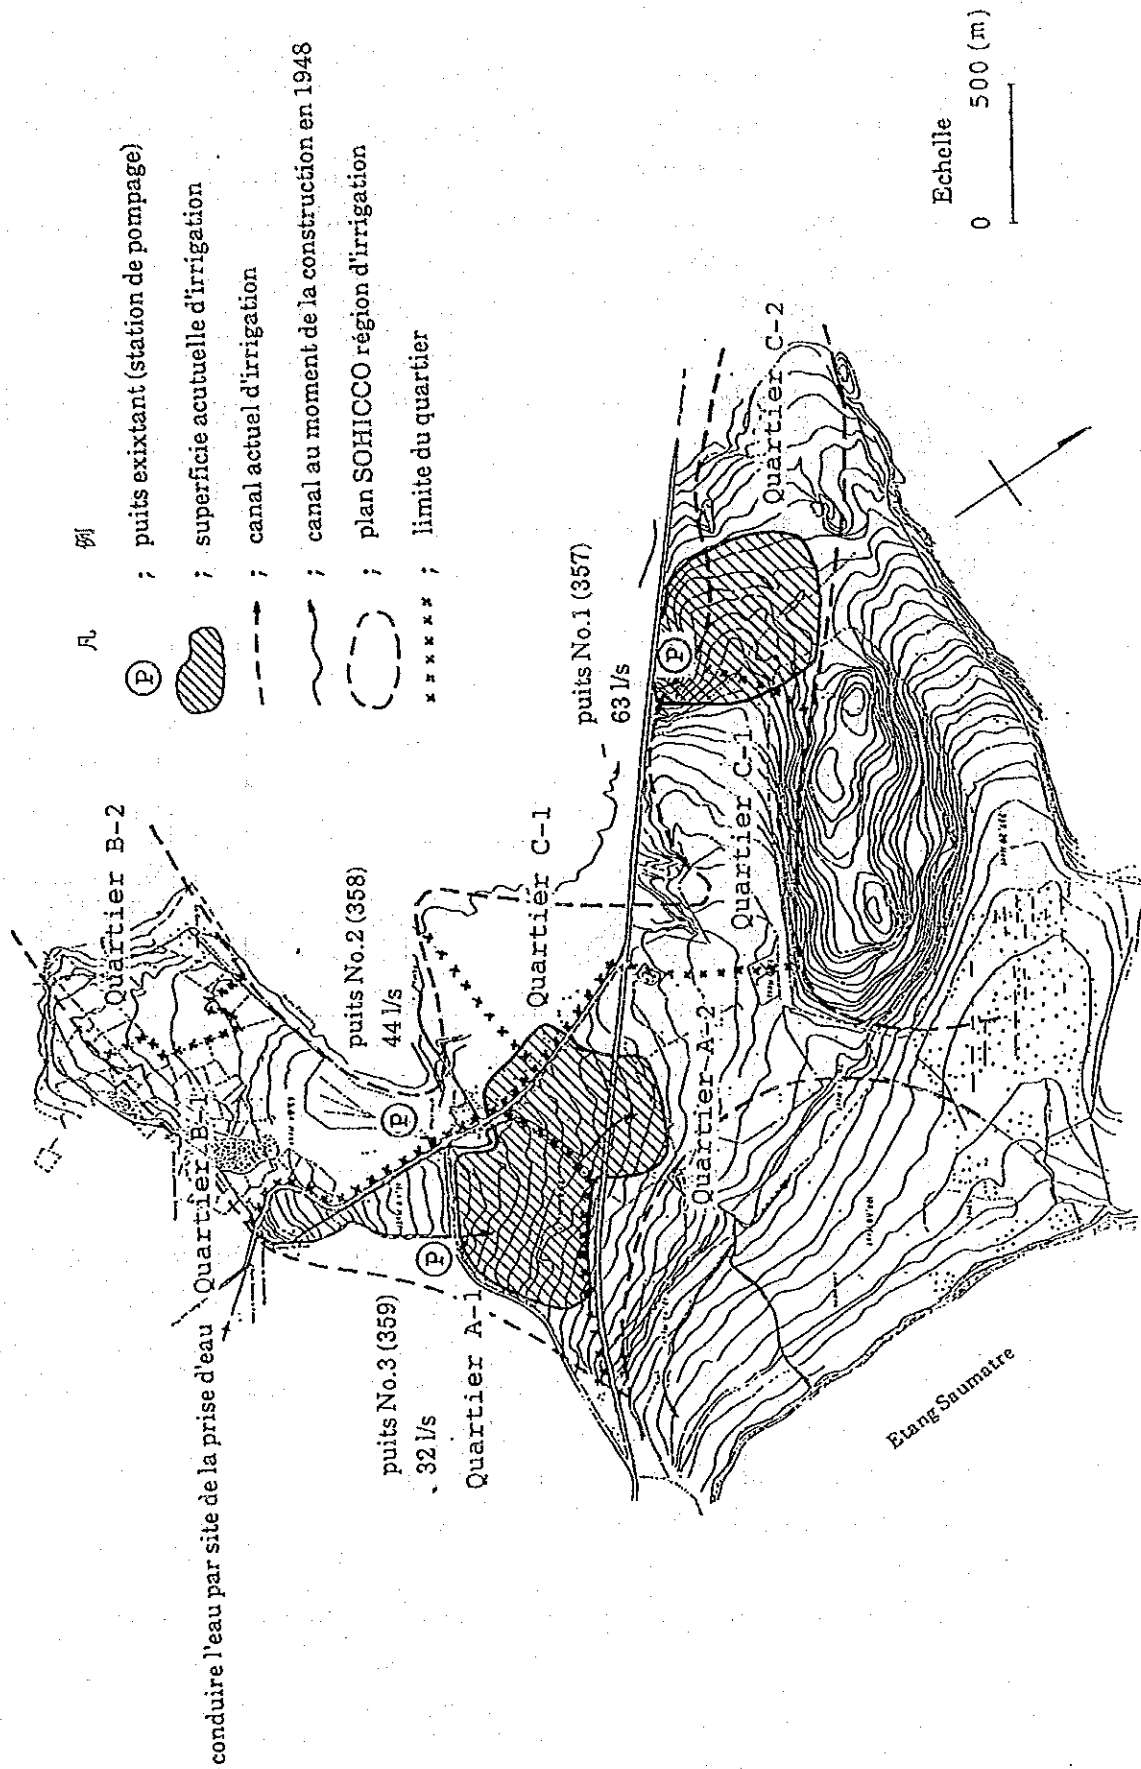 凡 例
P ; puits exixtant (station de pompage)
; superficie acutuelle d'irrigation
; canal actuel d'irrigation
; canal au moment de la construction en 1948
; plan SOHICCO région d'irrigation
; limite du quartier
conduire l'eau par site de la prise d'eau
Quartier B-1
Quartier B-2
puits No.3 (359)
32 l/s
Quartier A-1
P
puits No.2 (358)
44 l/s
P
Quartier C-1
puits No.1 (357)
63 l/s
P
Quartier A-2
Quartier C-1
Quartier C-2
Etang Saumatre
Echelle
0 500 (m)